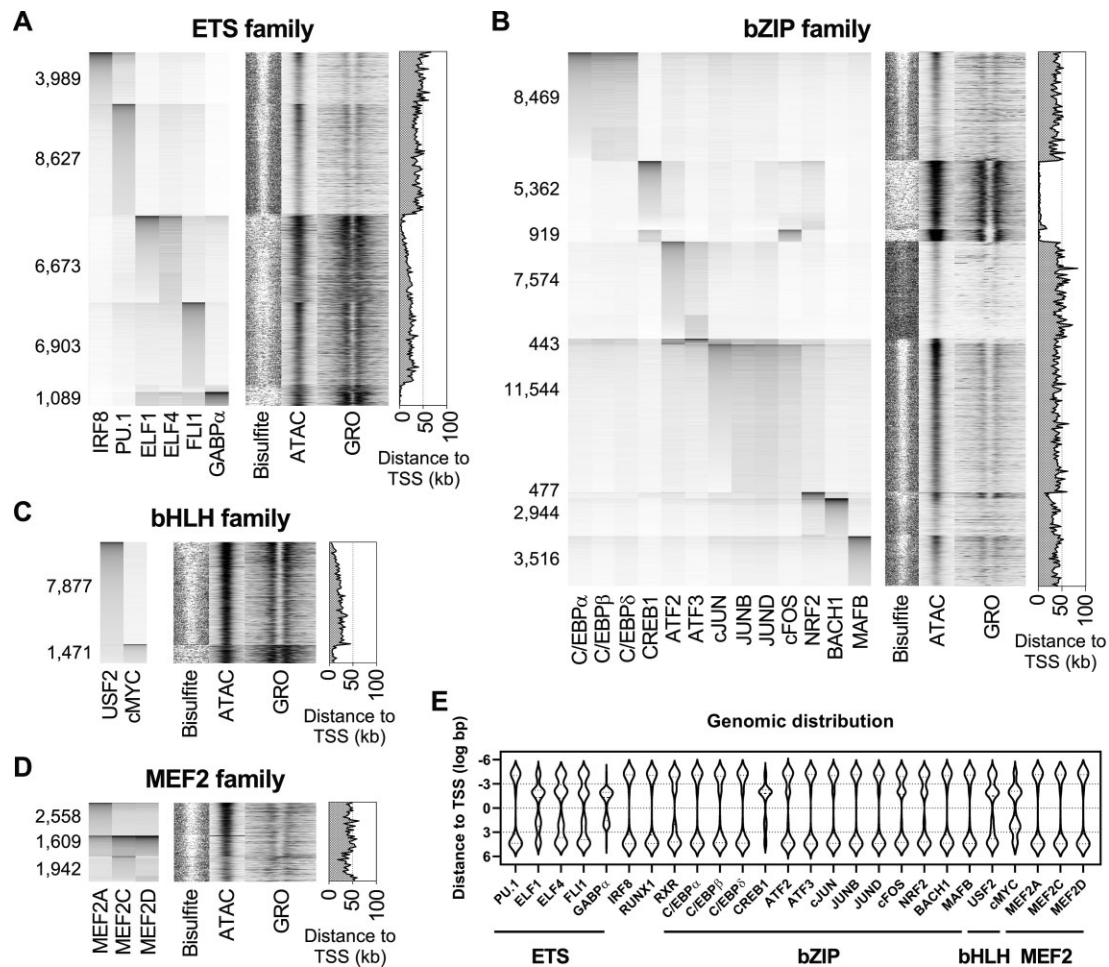 A
ETS family
3,989
8,627
6,673
6,903
1,089
IRF8
PU.1
ELF1
ELF4
FLI1
GABPα
Bisulfite
ATAC
GRO
0
50
100
Distance to
TSS (kb)
B
bZIP family
8,469
5,362
919
7,574
443
11,544
477
2,944
3,516
C/EBPα
C/EBPβ
C/EBPδ
CREB1
ATF2
ATF3
cJUN
JUNB
JUND
cFOS
NRF2
BACH1
MAFB
Bisulfite
ATAC
GRO
0
50
100
Distance to
TSS (kb)
C
bHLH family
7,877
1,471
USF2
cMYC
Bisulfite
ATAC
GRO
0
50
100
Distance to
TSS (kb)
D
MEF2 family
2,558
1,609
1,942
MEF2A
MEF2C
MEF2D
Bisulfite
ATAC
GRO
0
50
100
Distance to
TSS (kb)
E
Genomic distribution
Distance to TSS (log bp)
-6
-3
0
3
6
PU.1
ELF1
ELF4
FLI1
GABPα
IRF8
RUNX1
RXR
C/EBPα
C/EBPβ
C/EBPδ
CREB1
ATF2
ATF3
cJUN
JUNB
JUND
cFOS
NRF2
BACH1
MAFB
USF2
cMYC
MEF2A
MEF2C
MEF2D
ETS
bZIP
bHLH
MEF2